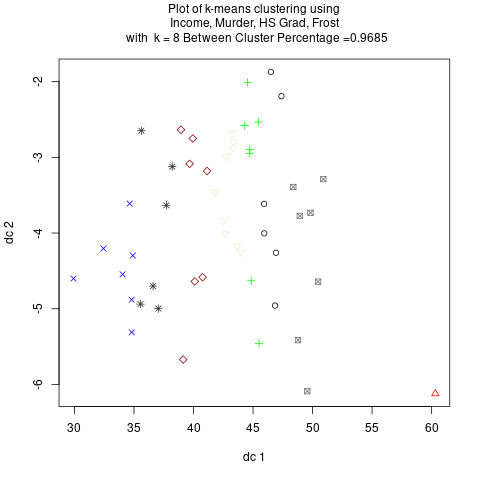 Plot of k-means clustering using
Income, Murder, HS Grad, Frost
with  k = 8 Between Cluster Percentage =0.9685
-2
-3
-4
-5
-6
dc 2
30 35 40 45 50 55 60
dc 1